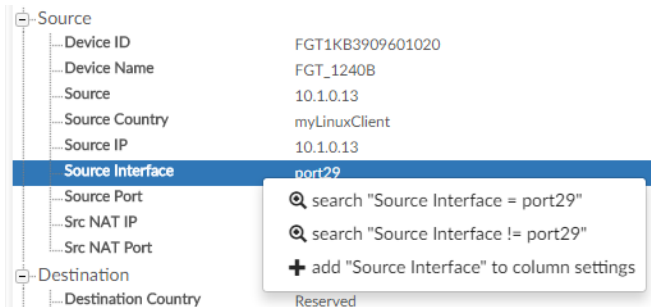 Source
Device ID FGT1KB3909601020
Device Name FGT_1240B
Source 10.1.0.13
Source Country myLinuxClient
Source IP 10.1.0.13
Source Interface port29
Source Port
search "Source Interface = port29"
Src NAT IP
search "Source Interface != port29"
Src NAT Port
add "Source Interface" to column settings
Destination
Destination Country Reserved